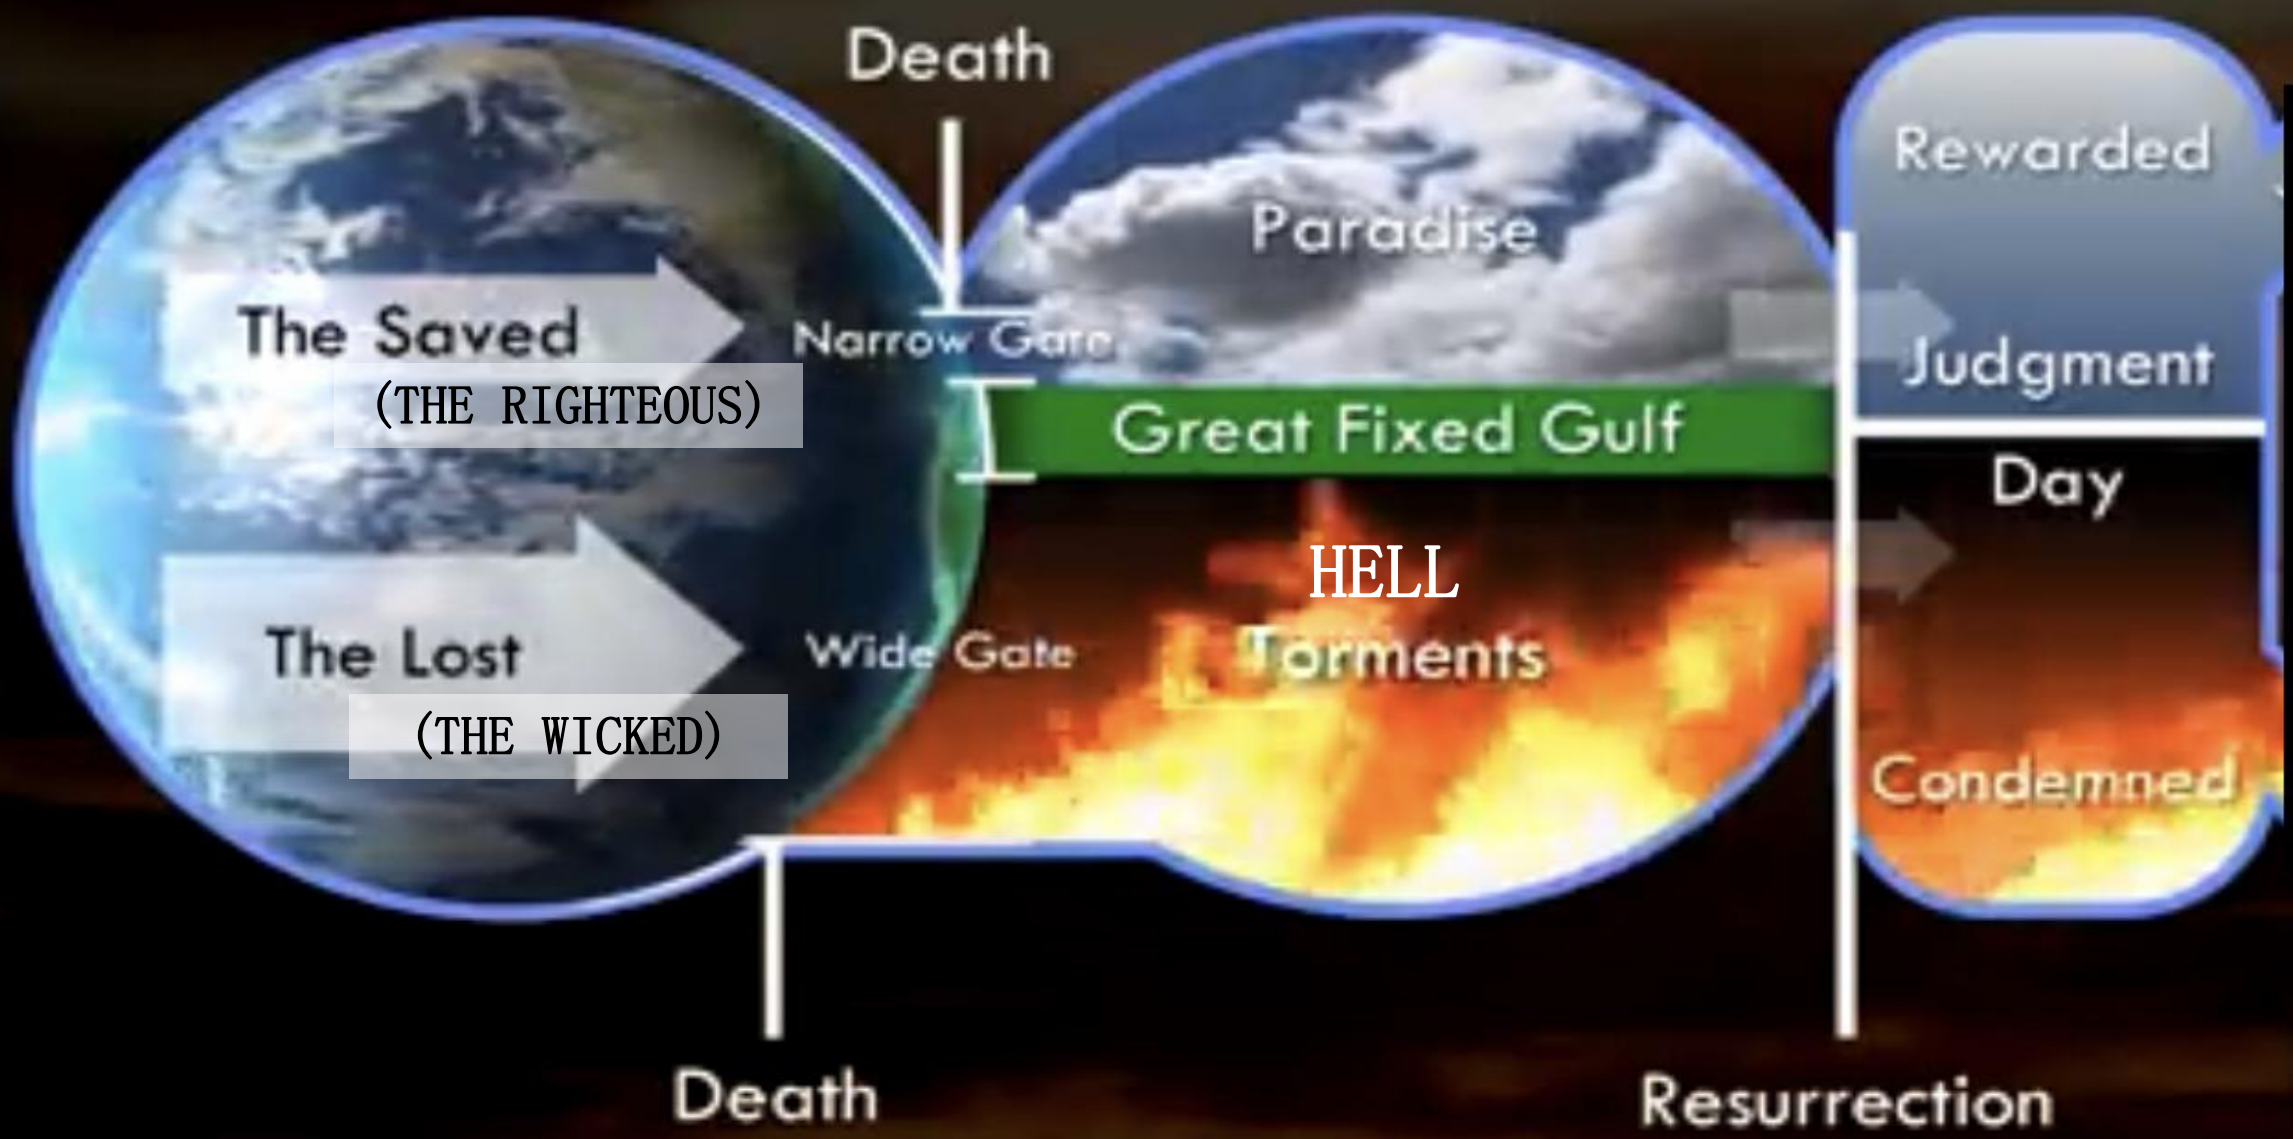 Death
The Saved
(THE RIGHTEOUS)
Narrow Gate
Paradise
Rewarded
Judgment
Great Fixed Gulf
Day
The Lost
(THE WICKED)
Wide Gate
HELL
Torments
Condemned
Death
Resurrection